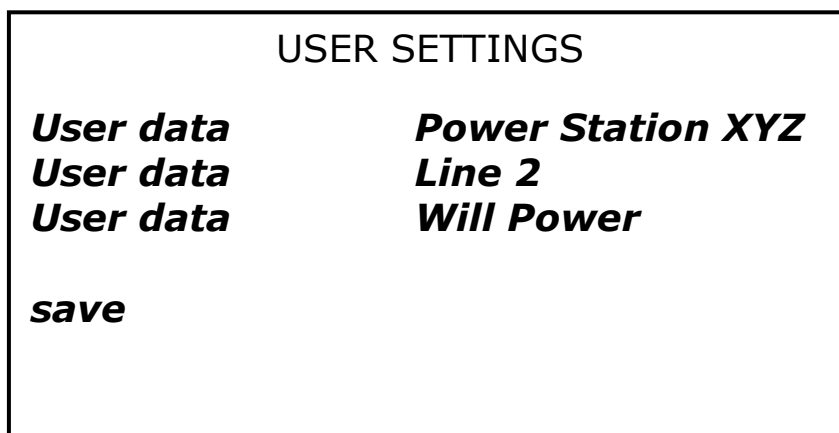 USER SETTINGS
User data Power Station XYZ
User data Line 2
User data Will Power
save